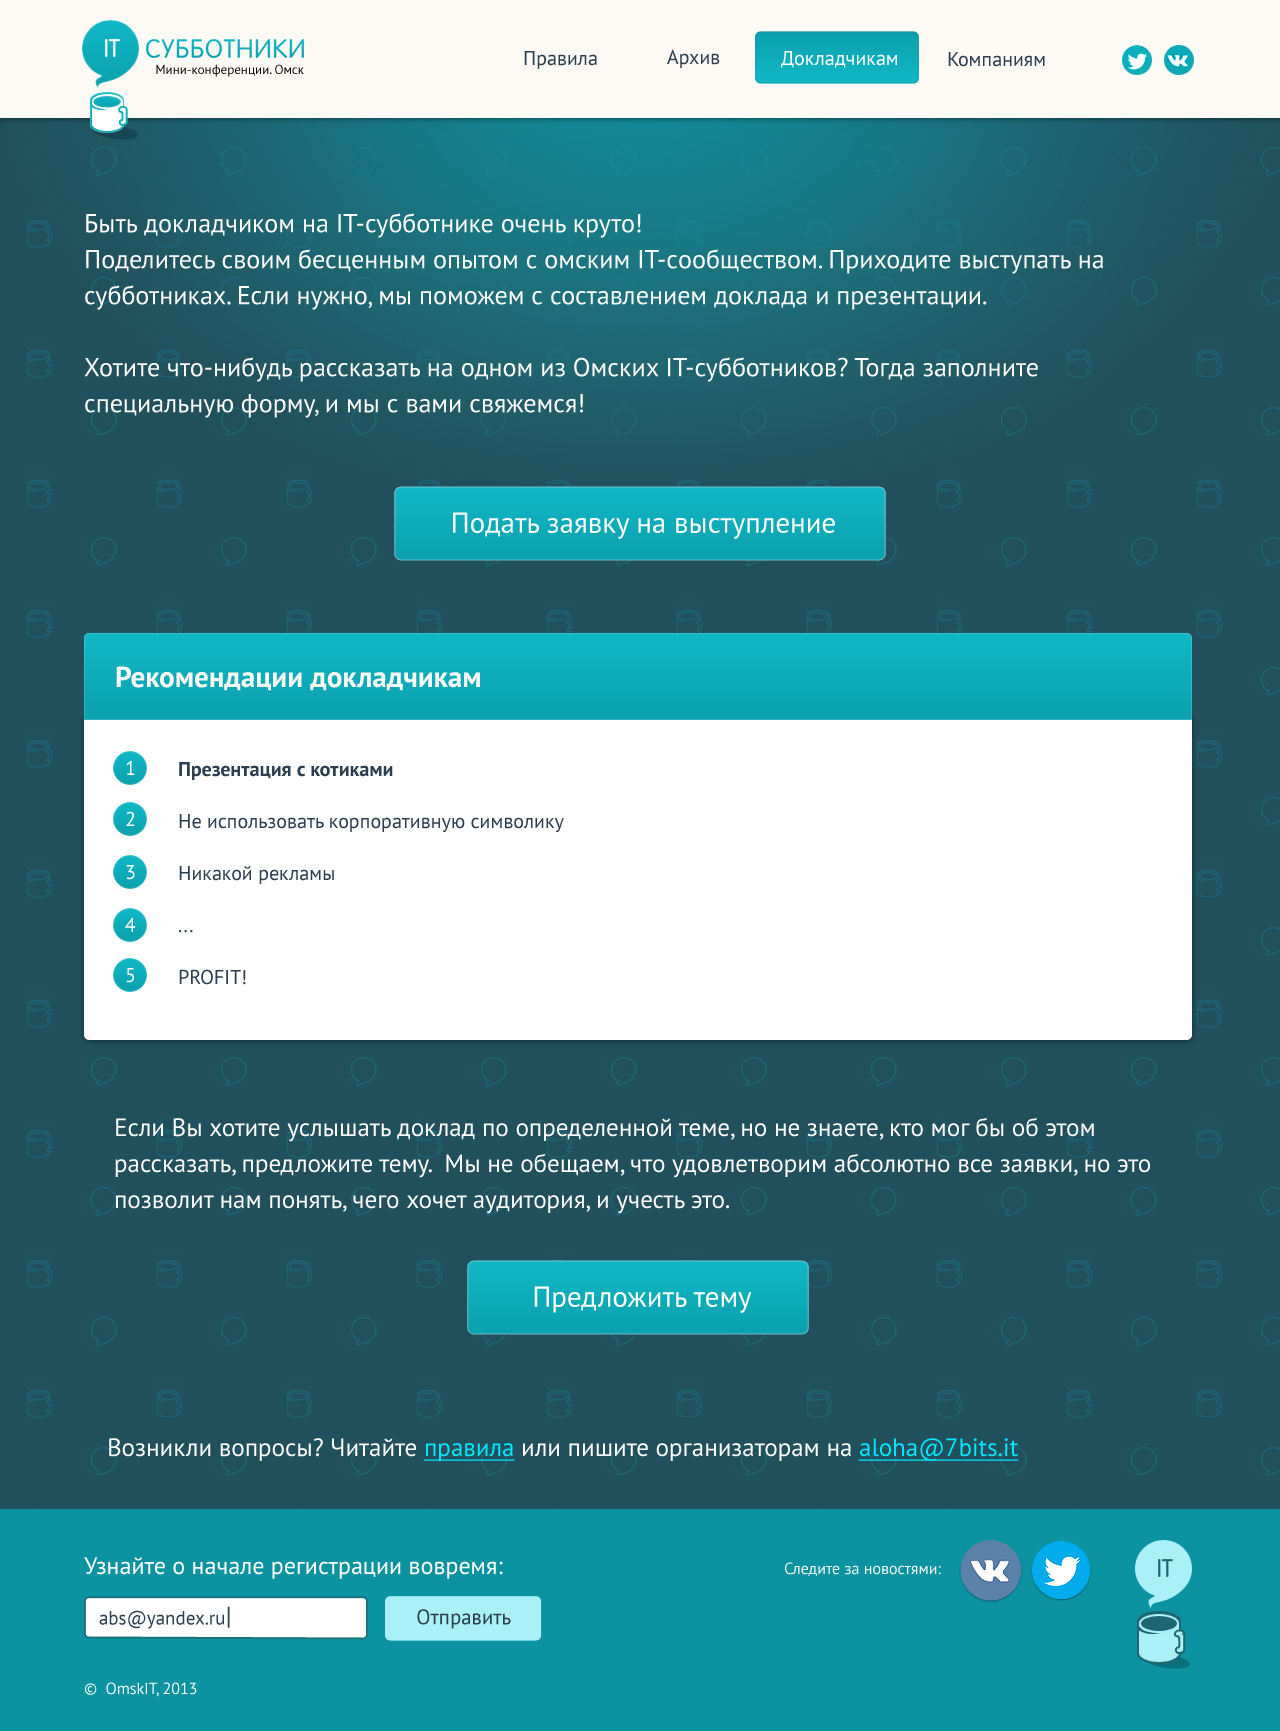 IT СУББОТНИКИ
Мини-конференции. Омск
Правила
Архив
Докладчикам
Компаниям
Быть докладчиком на IT-субботнике очень круто!
Поделитесь своим бесценным опытом с омским IT-сообществом. Приходите выступать на
субботниках. Если нужно, мы поможем с составлением доклада и презентации.
Хотите что-нибудь рассказать на одном из Омских IT-субботников? Тогда заполните
специальную форму, и мы с вами свяжемся!
Подать заявку на выступление
Рекомендации докладчикам
1 Презентация с котиками
2 Не использовать корпоративную символику
3 Никакой рекламы
4 ...
5 PROFIT!
Если Вы хотите услышать доклад по определенной теме, но не знаете, кто мог бы об этом
рассказать, предложите тему. Мы не обещаем, что удовлетворим абсолютно все заявки, но это
позволит нам понять, чего хочет аудитория, и учесть это.
Предложить тему
Возникли вопросы? Читайте правила или пишите организаторам на aloha@7bits.it
Узнайте о начале регистрации вовремя:
abs@yandex.ru
Отправить
Следите за новостями:
IT
© OmskIT, 2013